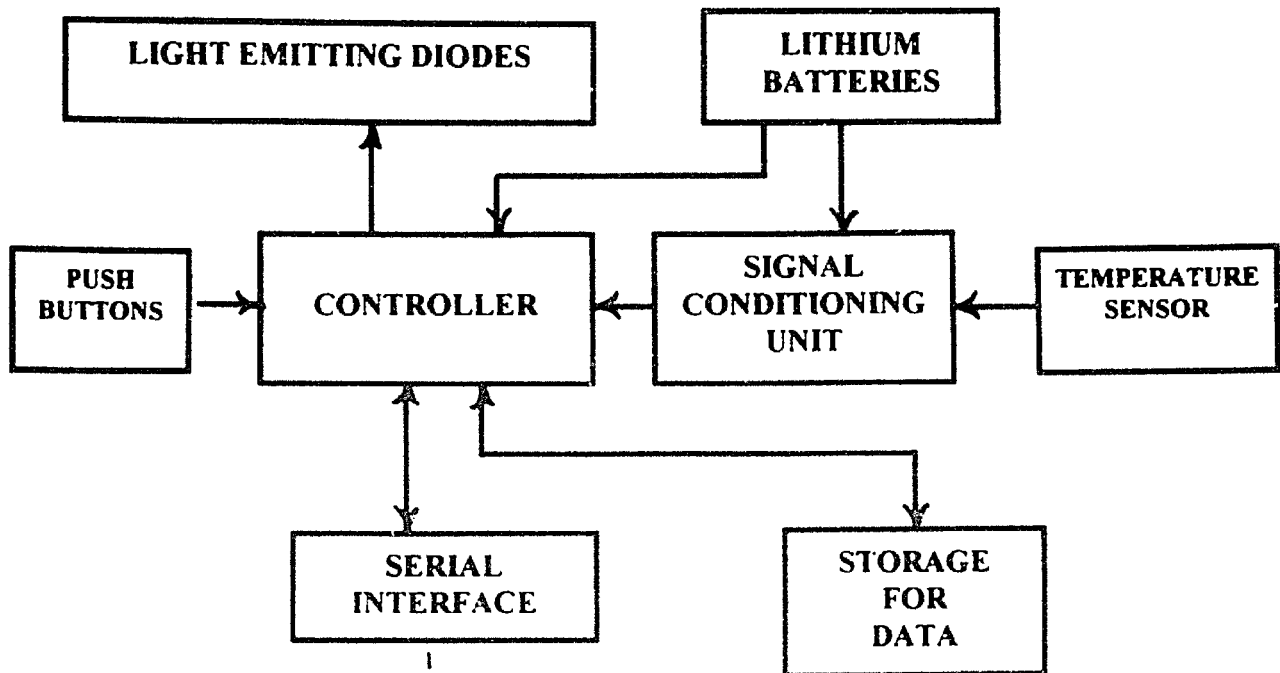 LIGHT EMITTING DIODES
LITHIUM
BATTERIES
PUSH
BUTTONS
CONTROLLER
SIGNAL
CONDITIONING
UNIT
TEMPERATURE
SENSOR
SERIAL
INTERFACE
STORAGE
FOR
DATA